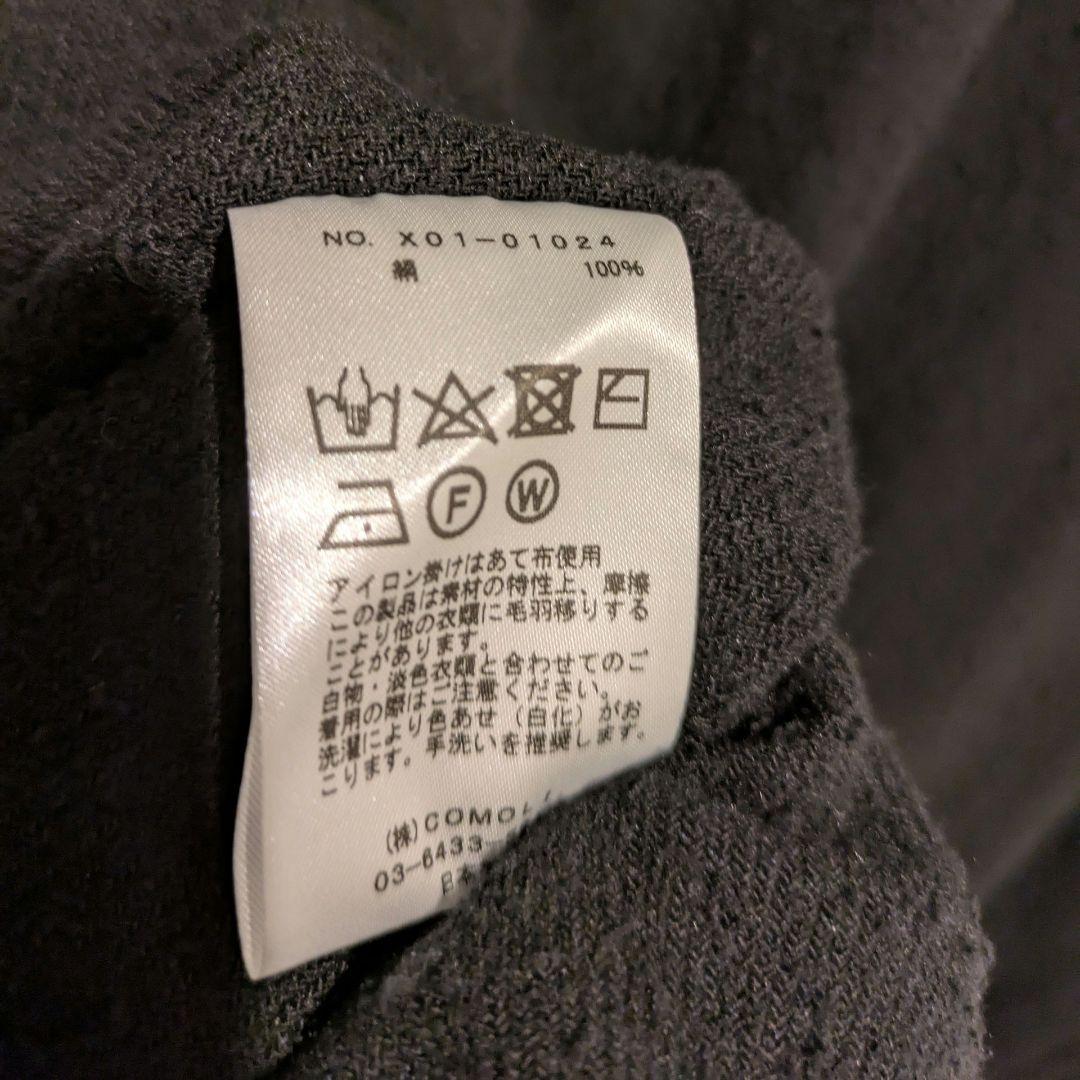 NO. X01-01024
絹 100%
F W
アイロン掛けはあて布使用
この製品は素材の特性上、摩擦
により他の衣類に毛羽移りする
ことがあります。
白・淡色衣類と合わせてのご
着用の際はご注意ください。
洗濯により色あせ（白化）がお
こります。手洗いを推奨します。
(株)COMOLI
03-6433-
日本